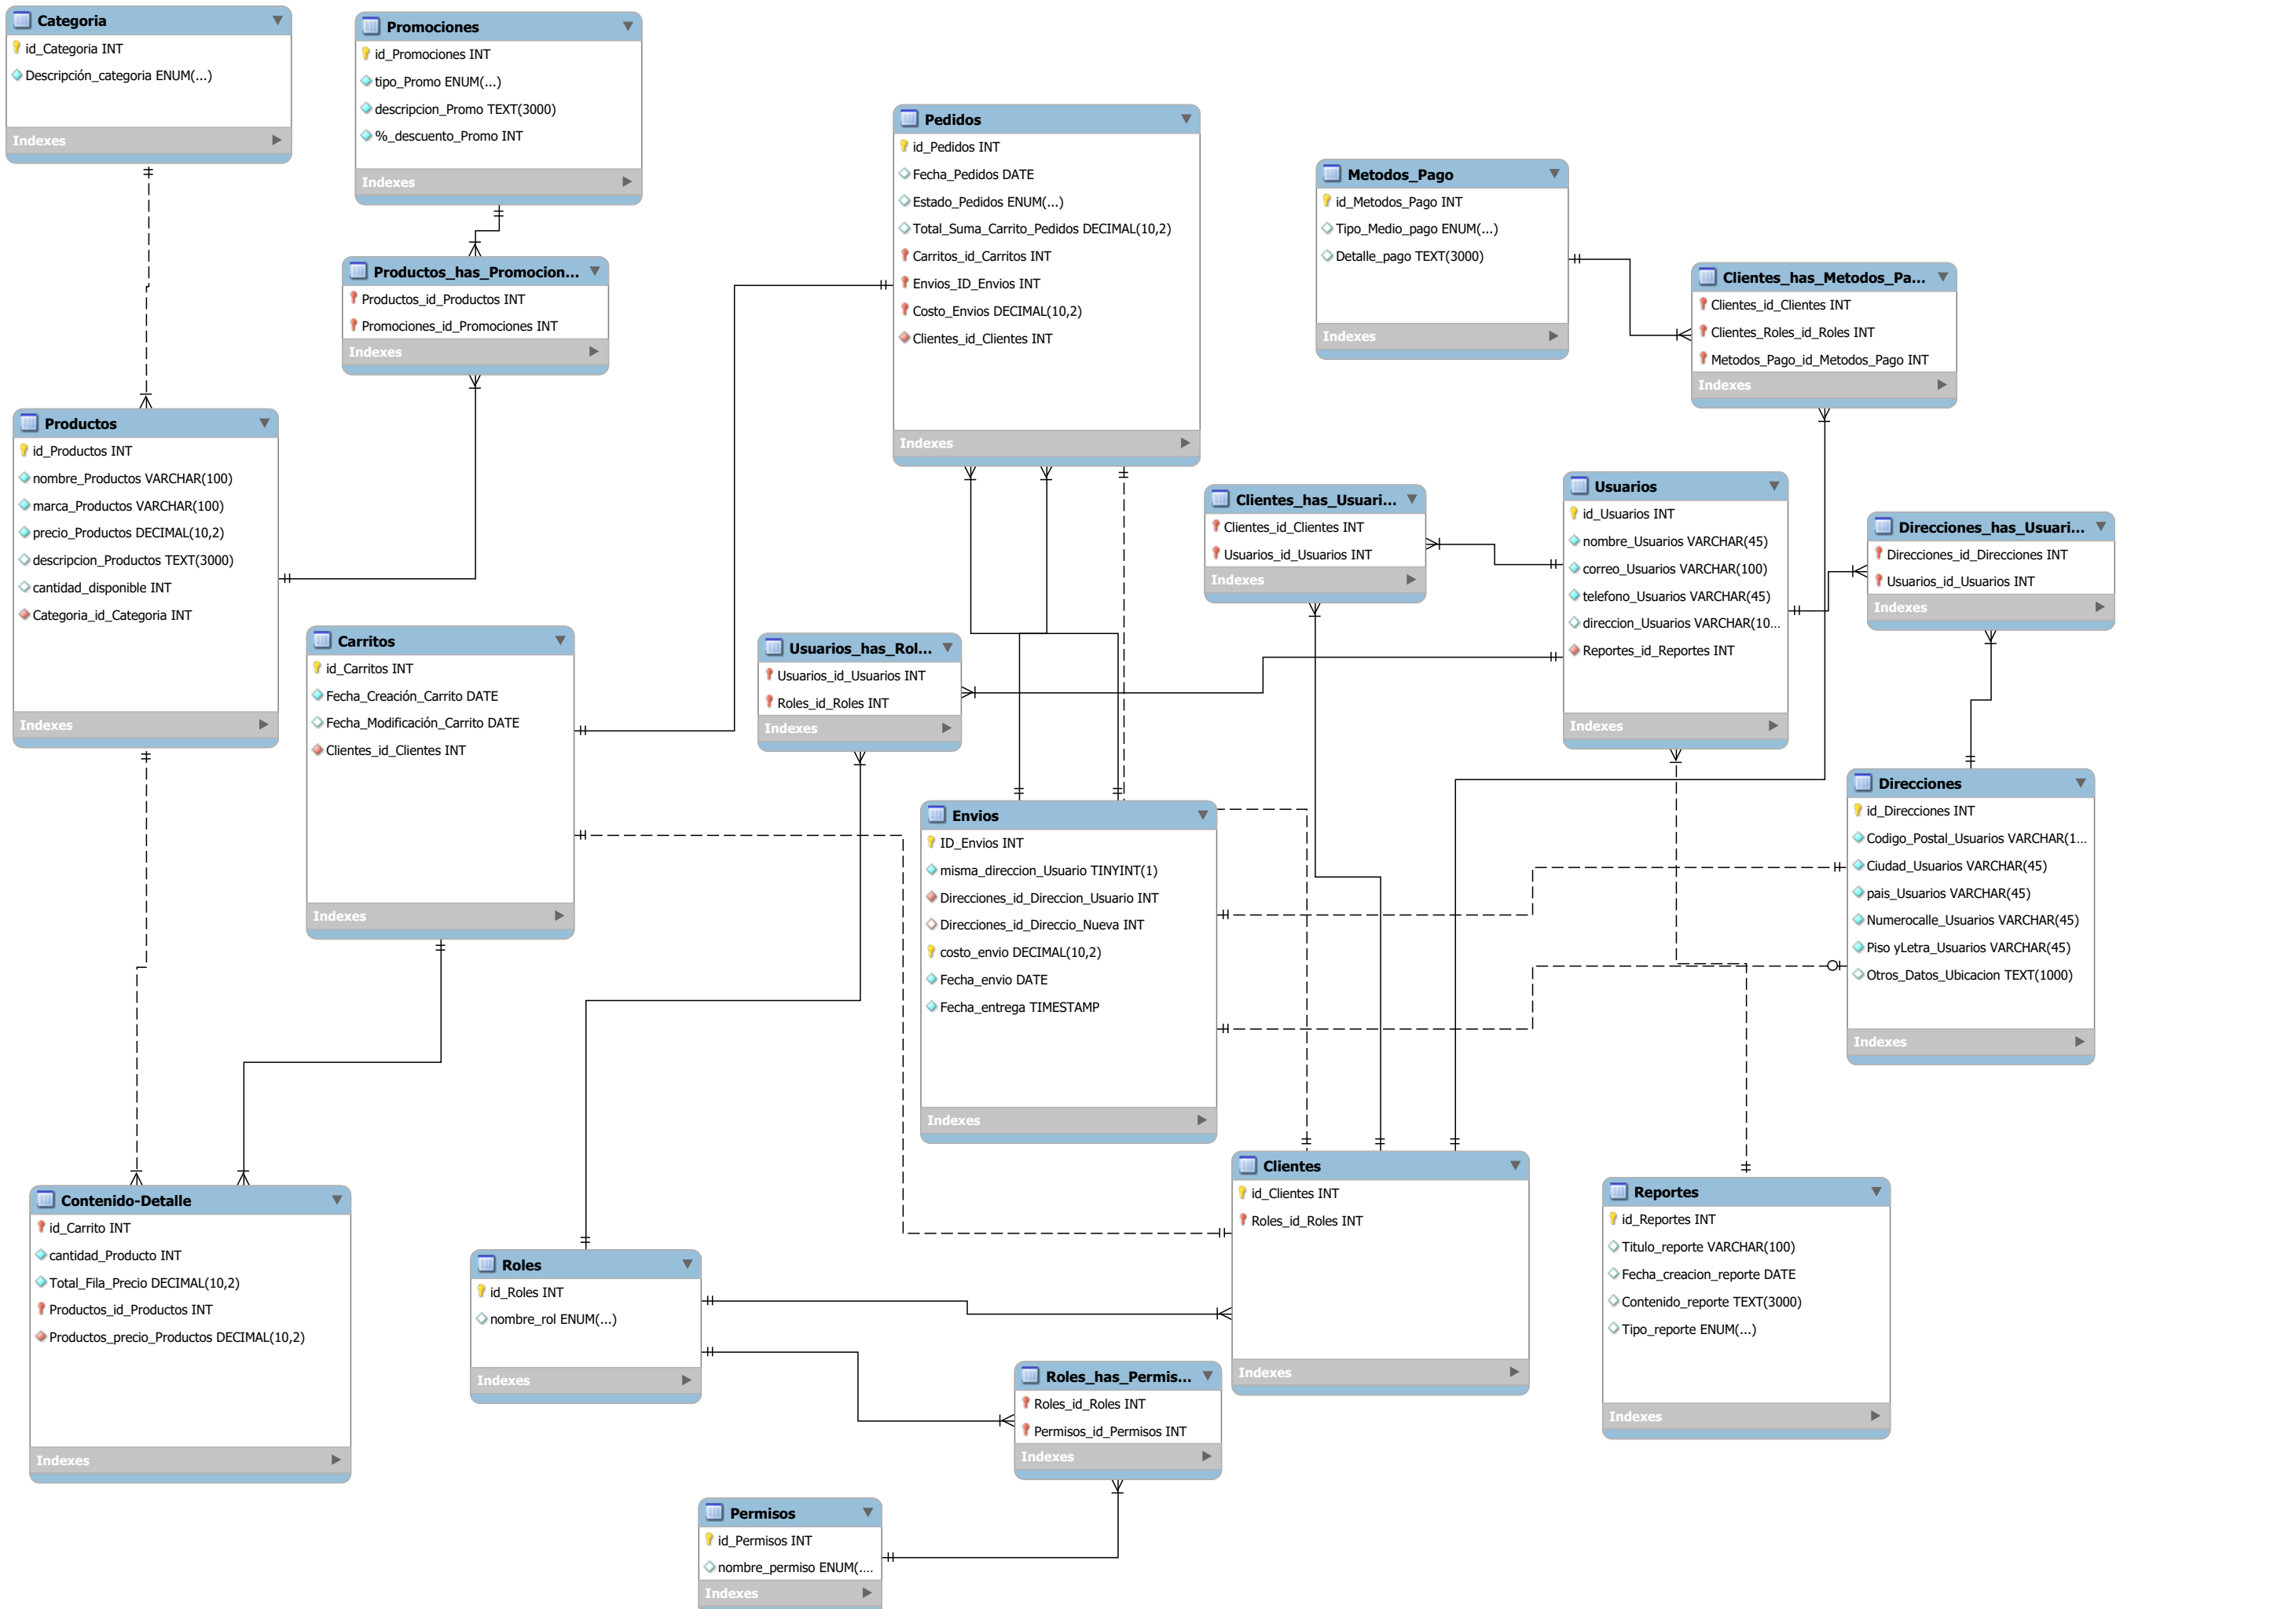 Categoria
id_Categoria INT
Descripción_categoria ENUM(...)
Indexes
Promociones
id_Promociones INT
tipo_Promo ENUM(...)
descripcion_Promo TEXT(3000)
%_descuento_Promo INT
Indexes
Productos_has_Promocion...
Productos_id_Productos INT
Promociones_id_Promociones INT
Indexes
Pedidos
id_Pedidos INT
Fecha_Pedidos DATE
Estado_Pedidos ENUM(...)
Total_Suma_Carrito_Pedidos DECIMAL(10,2)
Carritos_id_Carritos INT
Envios_ID_Envios INT
Costo_Envios DECIMAL(10,2)
Clientes_id_Clientes INT
Indexes
Metodos_Pago
id_Metodos_Pago INT
Tipo_Medio_pago ENUM(...)
Detalle_pago TEXT(3000)
Indexes
Clientes_has_Metodos_Pa...
Clientes_id_Clientes INT
Clientes_Roles_id_Roles INT
Metodos_Pago_id_Metodos_Pago INT
Indexes
Productos
id_Productos INT
nombre_Productos VARCHAR(100)
marca_Productos VARCHAR(100)
precio_Productos DECIMAL(10,2)
descripcion_Productos TEXT(3000)
cantidad_disponible INT
Categoria_id_Categoria INT
Indexes
Clientes_has_Usuari...
Clientes_id_Clientes INT
Usuarios_id_Usuarios INT
Indexes
Usuarios
id_Usuarios INT
nombre_Usuarios VARCHAR(45)
correo_Usuarios VARCHAR(100)
telefono_Usuarios VARCHAR(45)
direccion_Usuarios VARCHAR(10...
Reportes_id_Reportes INT
Indexes
Direcciones_has_Usuari...
Direcciones_id_Direcciones INT
Usuarios_id_Usuarios INT
Indexes
Carritos
id_Carritos INT
Fecha_Creación_Carrito DATE
Fecha_Modificación_Carrito DATE
Clientes_id_Clientes INT
Indexes
Usuarios_has_Rol...
Usuarios_id_Usuarios INT
Roles_id_Roles INT
Indexes
Envios
ID_Envios INT
misma_direccion_Usuario TINYINT(1)
Direcciones_id_Direccion_Usuario INT
Direcciones_id_Direccio_Nueva INT
costo_envio DECIMAL(10,2)
Fecha_envio DATE
Fecha_entrega TIMESTAMP
Indexes
Direcciones
id_Direcciones INT
Codigo_Postal_Usuarios VARCHAR(1...
Ciudad_Usuarios VARCHAR(45)
pais_Usuarios VARCHAR(45)
Numerocalle_Usuarios VARCHAR(45)
Piso yLetra_Usuarios VARCHAR(45)
Otros_Datos_Ubicacion TEXT(1000)
Indexes
Contenido-Detalle
id_Carrito INT
cantidad_Producto INT
Total_Fila_Precio DECIMAL(10,2)
Productos_id_Productos INT
Productos_precio_Productos DECIMAL(10,2)
Indexes
Roles
id_Roles INT
nombre_rol ENUM(...)
Indexes
Clientes
id_Clientes INT
Roles_id_Roles INT
Indexes
Reportes
id_Reportes INT
Titulo_reporte VARCHAR(100)
Fecha_creacion_reporte DATE
Contenido_reporte TEXT(3000)
Tipo_reporte ENUM(...)
Indexes
Roles_has_Permis...
Roles_id_Roles INT
Permisos_id_Permisos INT
Indexes
Permisos
id_Permisos INT
nombre_permiso ENUM(....
Indexes